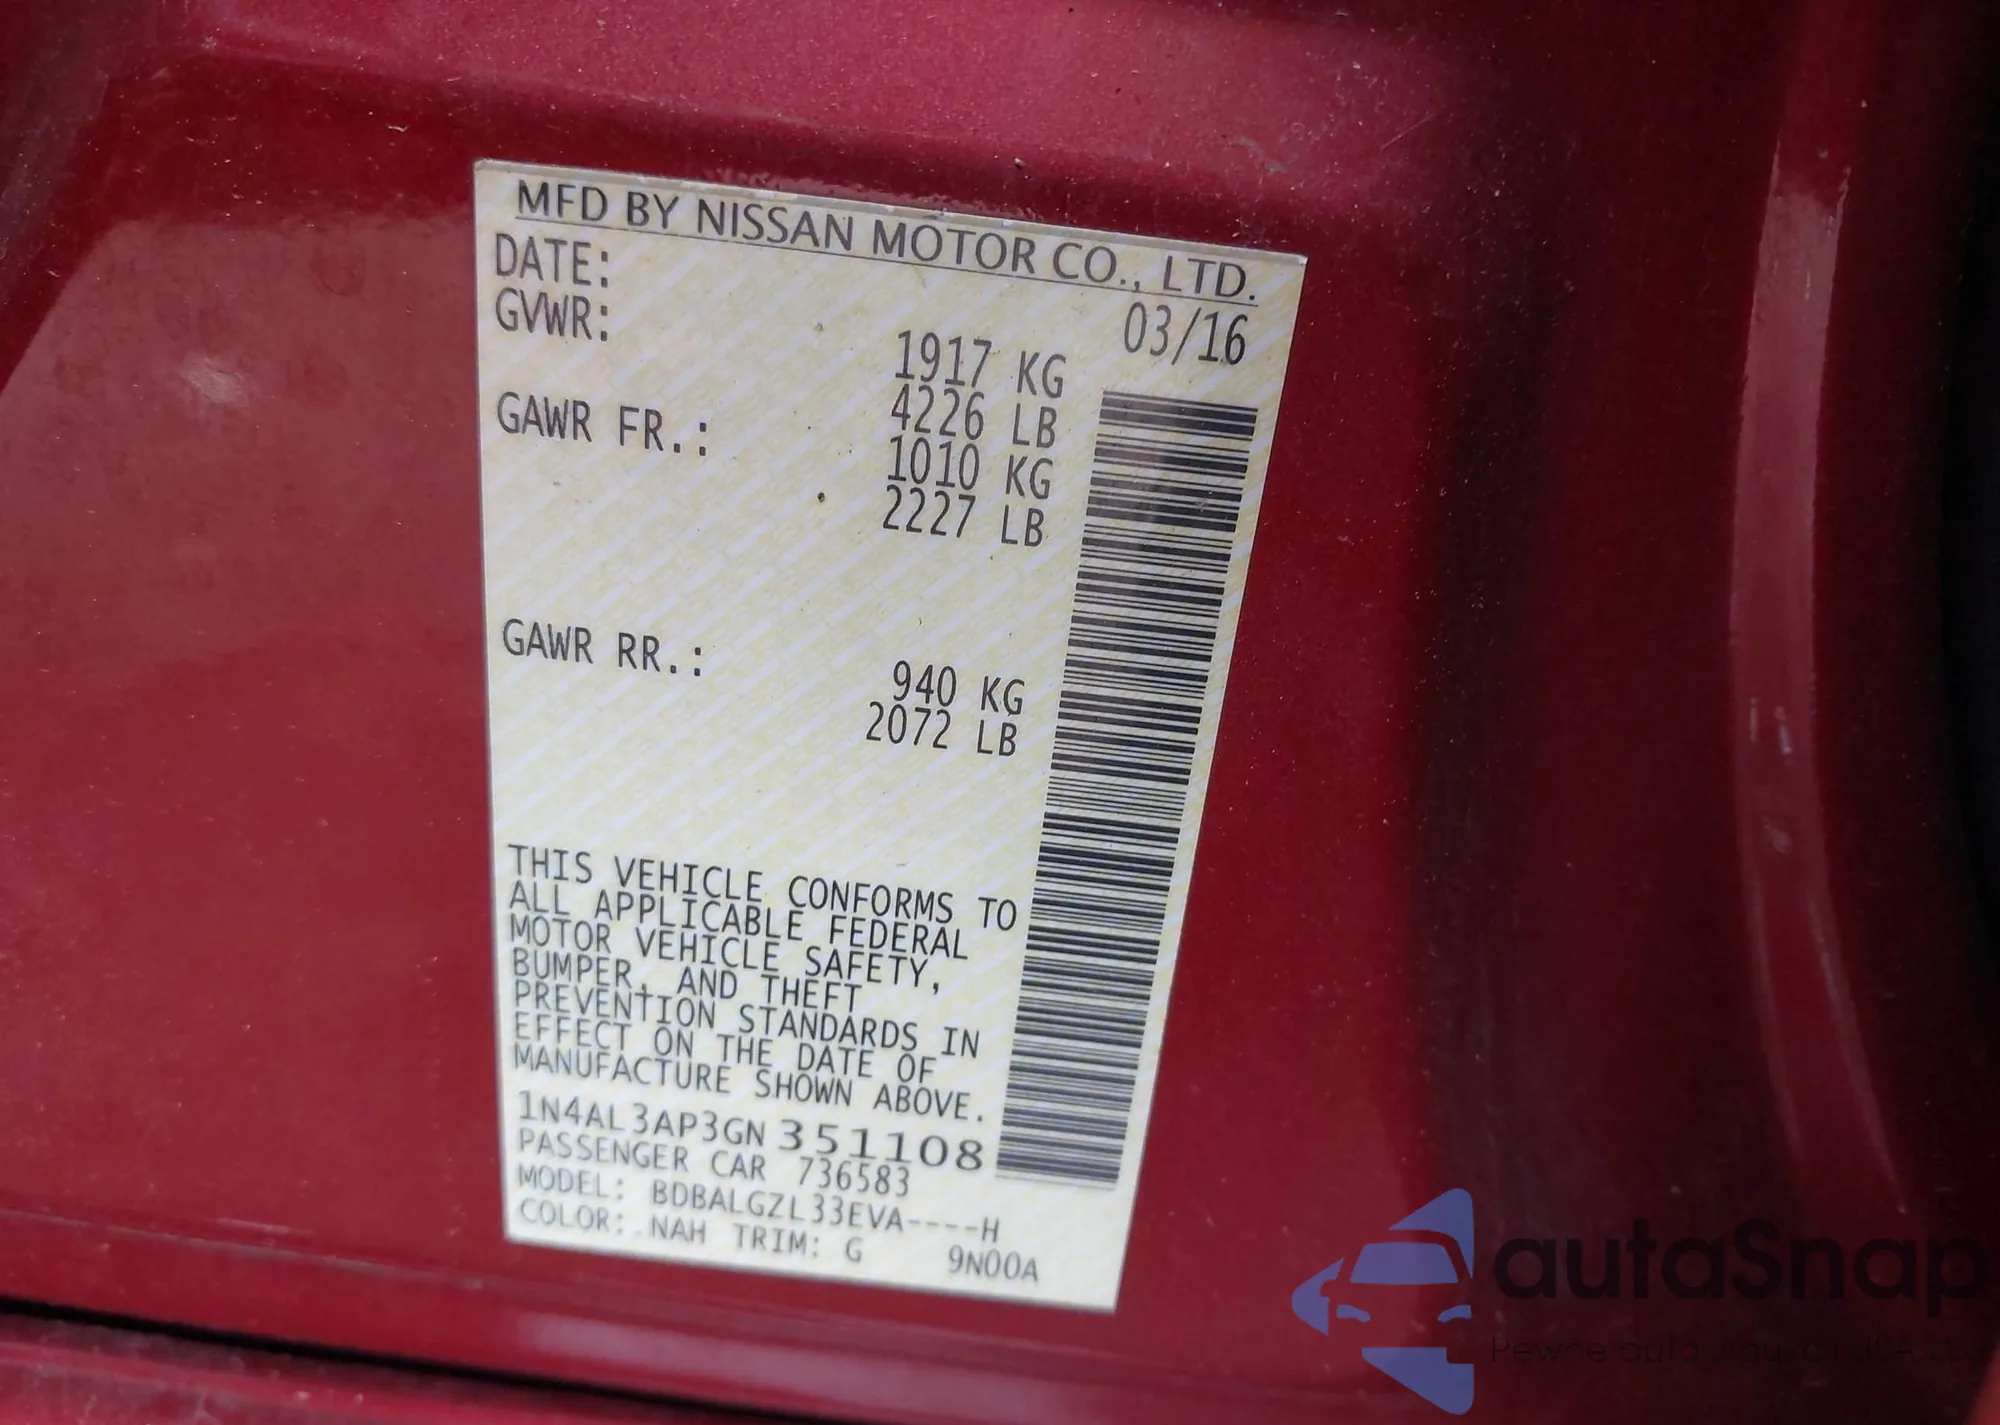 MFD BY NISSAN MOTOR CO., LTD.
DATE: 03/16
GVWR: 1917 KG
4226 LB
GAWR FR.: 1010 KG
2227 LB
GAWR RR.: 940 KG
2072 LB
THIS VEHICLE CONFORMS TO
ALL APPLICABLE FEDERAL
MOTOR VEHICLE SAFETY,
BUMPER, AND THEFT
PREVENTION STANDARDS IN
EFFECT ON THE DATE OF
MANUFACTURE SHOWN ABOVE.
1N4AL3AP3GN351108
PASSENGER CAR 736583
MODEL: BDBALGZL33EVA----H
COLOR: NAH TRIM: G 9N00A
autaSnap
Pewne auta z